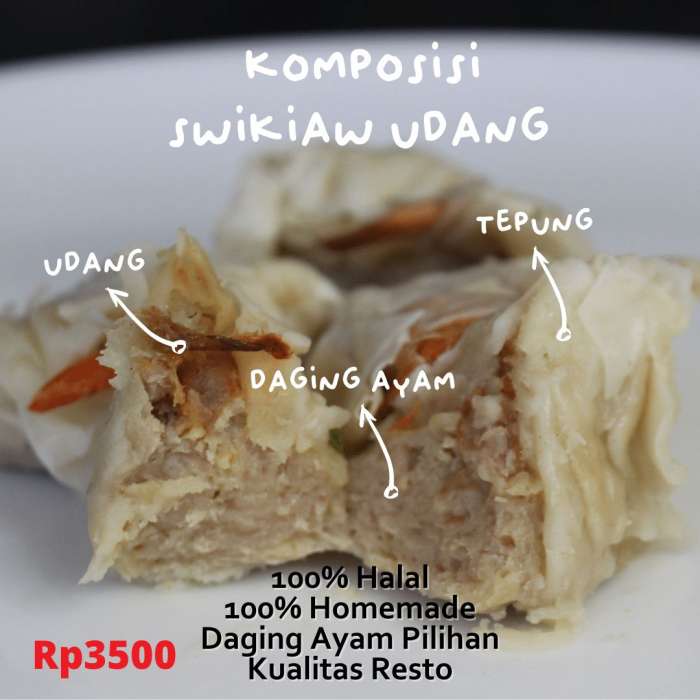 KOMPOSISI
SWIKIAW UDANG
TEPUNG
UDANG
DAGING AYAM
100% Halal
100% Homemade
Daging Ayam Pilihan
Kualitas Resto
Rp3500